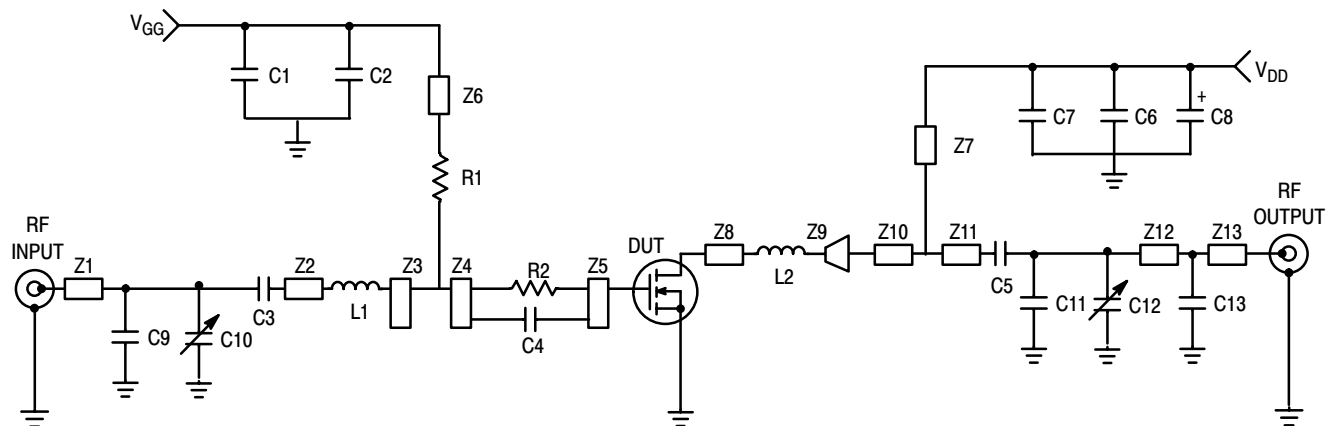 V_GG
C1
C2
Z6
R1
V_DD
C7
C6
+
C8
Z7
RF
INPUT
Z1
C9
C10
C3
Z2
L1
Z3
Z4
R2
C4
Z5
DUT
Z8
L2
Z9
Z10
Z11
C5
C11
C12
Z12
C13
Z13
RF
OUTPUT